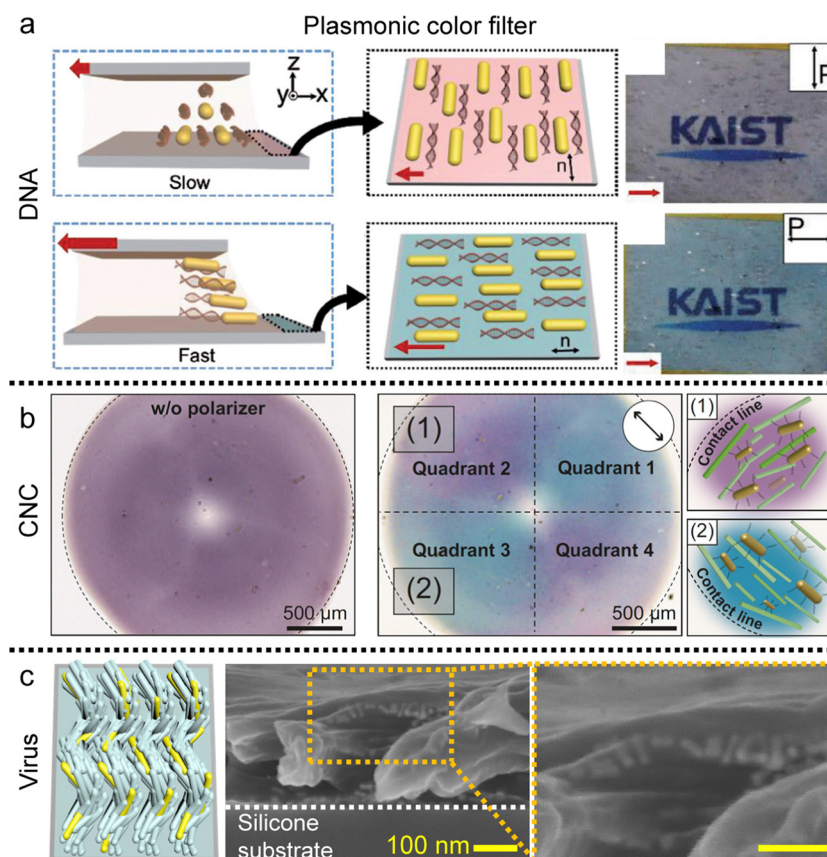 a
Plasmonic color filter
DNA
z
y
x
Slow
n
P
KAIST
Fast
n
P
KAIST
b
CNC
w/o polarizer
500 μm
(1)
Quadrant 2
Quadrant 1
Quadrant 3
Quadrant 4
(2)
500 μm
(1)
Contact line
(2)
Contact line
c
Virus
Silicone
substrate
100 nm